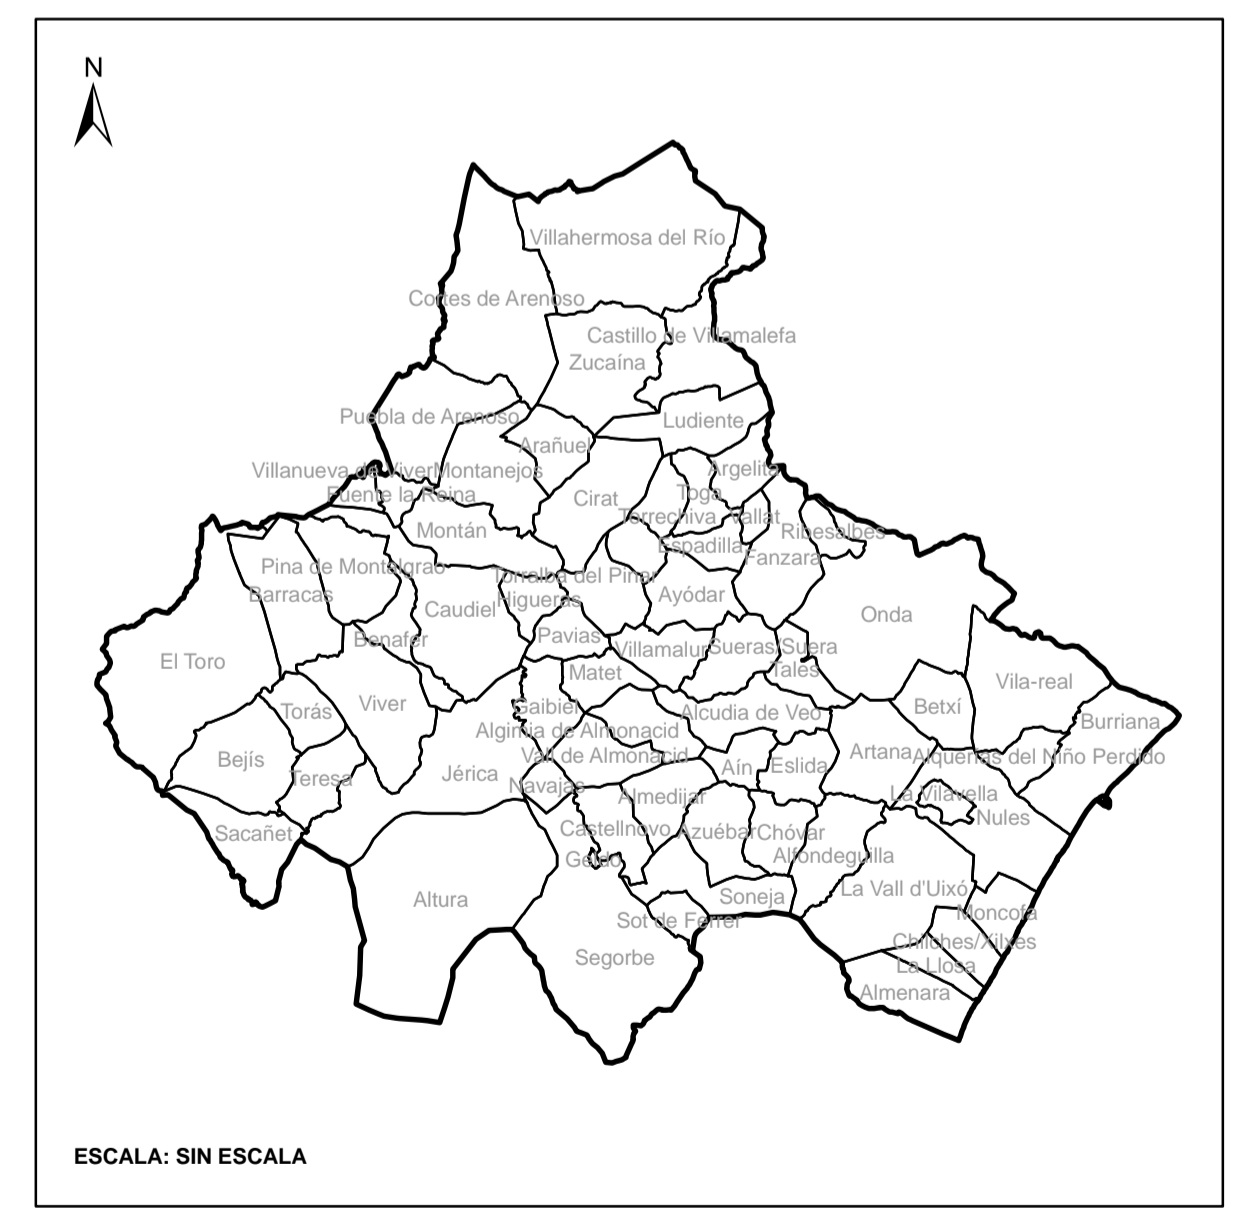 N
Villahermosa del Río
Cortes de Arenoso
Castillo de Villamalefa
Zucaína
Puebla de Arenoso
Ludiente
Arañuel
Villanueva de Viver
Montanejos
Argelita
Fuente la Reina
Cirat
Toga
Torrechiva
Vallat
Montán
Ribesalbes
Espadilla
Fanzara
Pina de Montalgrao
Torralba del Pinar
Barracas
Higueras
Ayódar
Caudiel
Onda
Benafer
Pavias
Villamalur
Sueras/Suera
El Toro
Matet
Tales
Vila-real
Viver
Torás
Gaibiel
Alcudia de Veo
Betxí
Burriana
Algimia de Almonacid
Bejís
Vall de Almonacid
Artana
Alquerías del Niño Perdido
Teresa
Jérica
Aín
Eslida
Navajas
Almedijar
La Vilavella
Nules
Sacañet
Castellnovo
Azuébar
Chóvar
Geldo
Alfondeguilla
Altura
Soneja
La Vall d'Uixó
Sot de Ferrer
Moncofa
Segorbe
Chilches/Xilxes
La Llosa
Almenara
ESCALA: SIN ESCALA